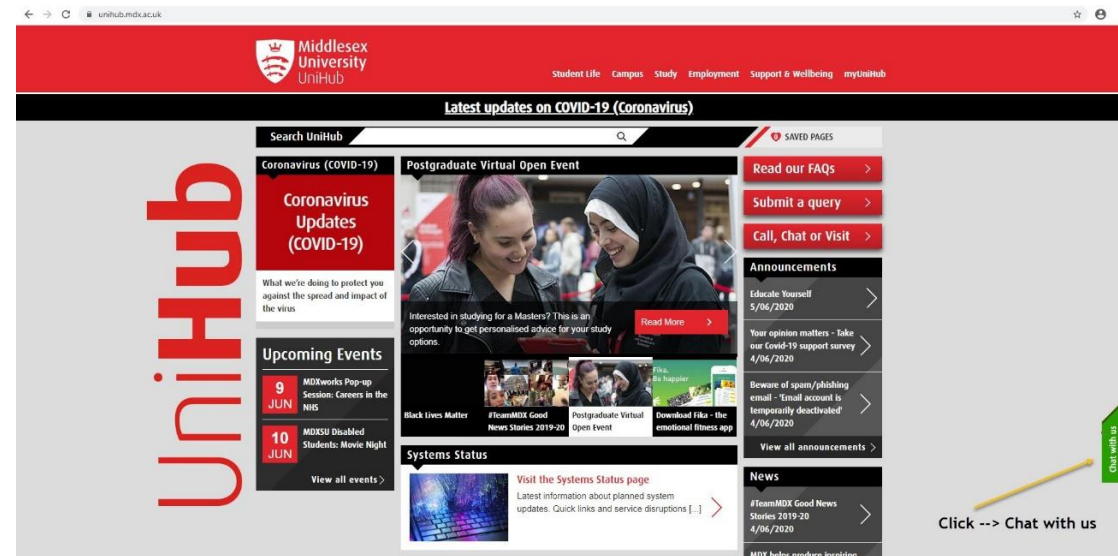 unihub.mdx.ac.uk
Middlesex
University
UniHub
Student Life Campus Study Employment Support & Wellbeing myUniHub
Latest updates on COVID-19 (Coronavirus)
Search UniHub
SAVED PAGES
UniHub
Coronavirus (COVID-19)
Coronavirus
Updates
(COVID-19)
What we're doing to protect you
against the spread and impact of
the virus
Upcoming Events
9
JUN
MDXworks Pop-up
Session: Careers in the
NHS
10
JUN
MDXSU Disabled
Students: Movie Night
View all events
Postgraduate Virtual Open Event
Interested in studying for a Masters? This is an
opportunity to get personalised advice for your study
options.
Read More
Black Lives Matter
#TeamMDX Good
News Stories 2019-20
Postgraduate Virtual
Open Event
Fika.
Be happier
Download Fika - the
emotional fitness app
Systems Status
Visit the Systems Status page
Latest information about planned system
updates. Quick links and service disruptions [...]
Read our FAQs
Submit a query
Call, Chat or Visit
Announcements
Educate Yourself
5/06/2020
Your opinion matters - Take
our Covid-19 support survey
4/06/2020
Beware of spam/phishing
email - 'Email account is
temporarily deactivated'
4/06/2020
View all announcements
News
#TeamMDX Good News
Stories 2019-20
4/06/2020
MDX helps produce inspiring
Chat with us
Click --> Chat with us